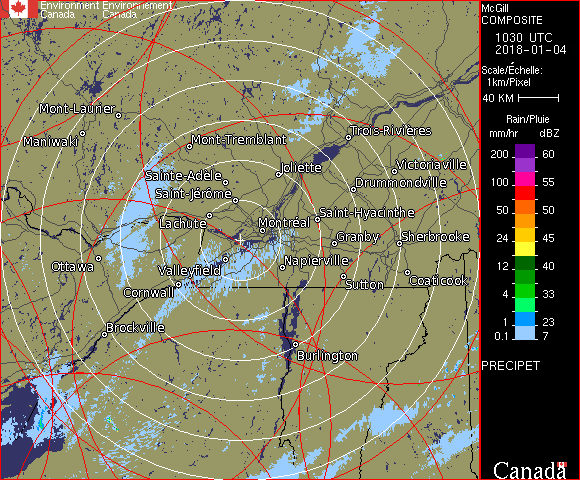 Environment Environnement
Canada Canada
McGill
COMPOSITE
1030 UTC
2018-01-04
Scale/Échelle:
1km/Pixel
40 KM
Rain/Pluie
mm/hr dBZ
200 60
150 57
100 55
50 50
24 45
12 40
4 33
1 23
0.1 7
PRECIPET
Canada
Mont-Laurier
Maniwaki
Mont-Tremblant
Trois-Rivières
Joliette
Victoriaville
Sainte-Adèle
Drummondville
Saint-Jérôme
Lachute
Saint-Hyacinthe
Montréal
Granby
Sherbrooke
Ottawa
Valleyfield
Napierville
Cornwall
Sutton
Coaticook
Brockville
Burlington